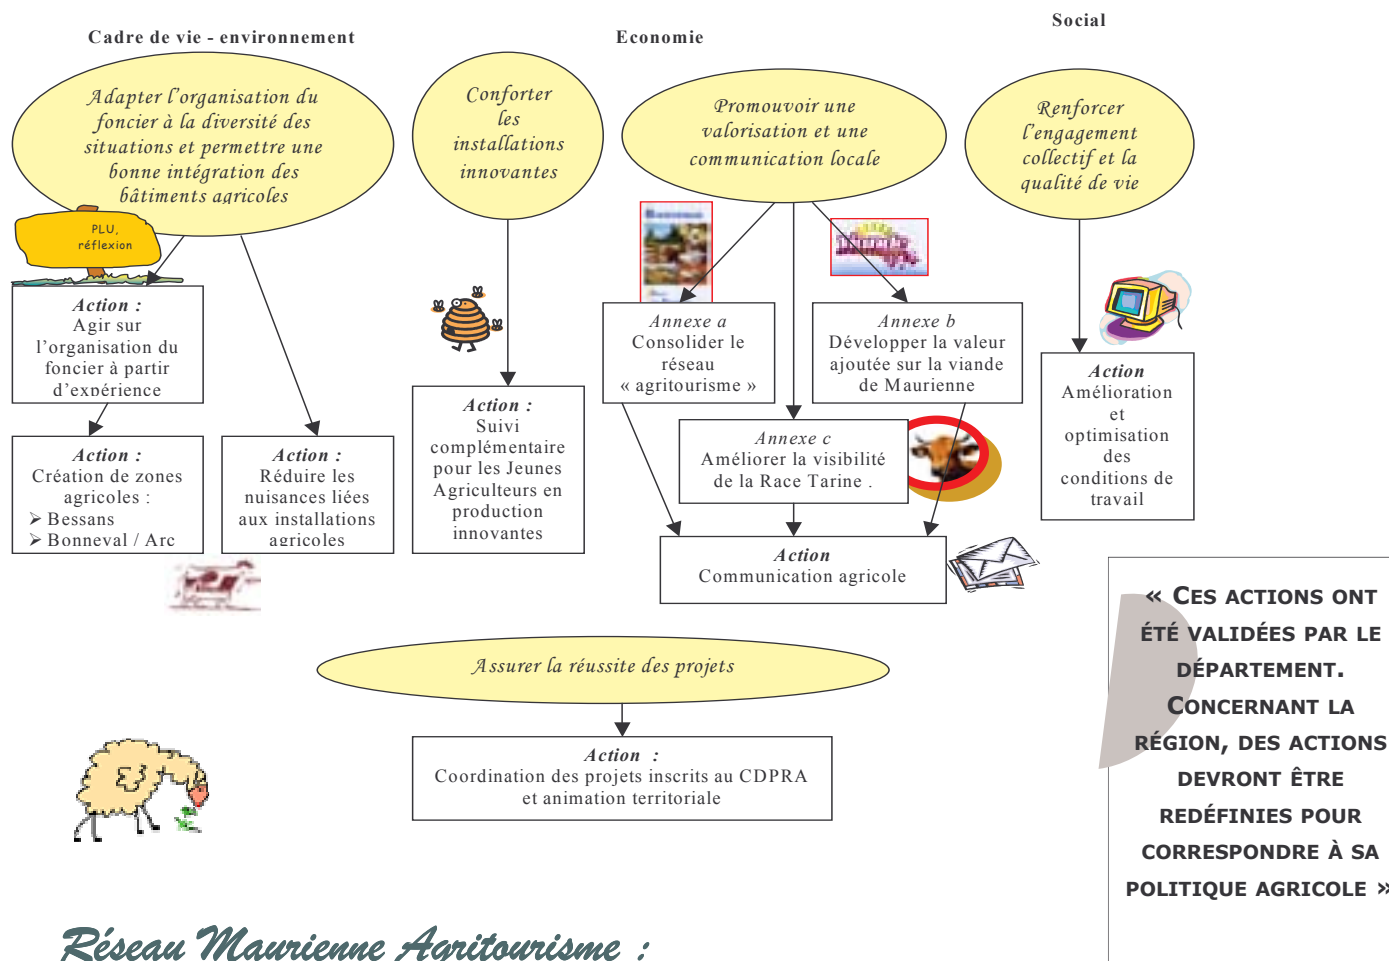 Cadre de vie - environnement
Economie
Social
Adapter l'organisation du
foncier à la diversité des
situations et permettre une
bonne intégration des
bâtiments agricoles
Conforter
les
installations
innovantes
Promouvoir une
valorisation et une
communication locale
Renforcer
l'engagement
collectif et la
qualité de vie
PLU,
réflexion
Action :
Agir sur
l'organisation du
foncier à partir
d'expérience
Action :
Création de zones
agricoles :
➢ Bessans
➢ Bonneval / Arc
Action :
Réduire les
nuisances liées
aux installations
agricoles
Action :
Suivi
complémentaire
pour les Jeunes
Agriculteurs en
production
innovantes
Annexe a
Consolider le
réseau
« agritourisme »
Annexe b
Développer la valeur
ajoutée sur la viande
de Maurienne
Annexe c
Améliorer la visibilité
de la Race Tarine .
Action
Communication agricole
Action
Amélioration
et
optimisation
des
conditions de
travail
Assurer la réussite des projets
Action :
Coordination des projets inscrits au CDPRA
et animation territoriale
« CES ACTIONS ONT
ÉTÉ VALIDÉES PAR LE
DÉPARTEMENT.
CONCERNANT LA
RÉGION, DES ACTIONS
DEVRONT ÊTRE
REDÉFINIES POUR
CORRESPONDRE À SA
POLITIQUE AGRICOLE »
Réseau Maurienne Agritourisme :